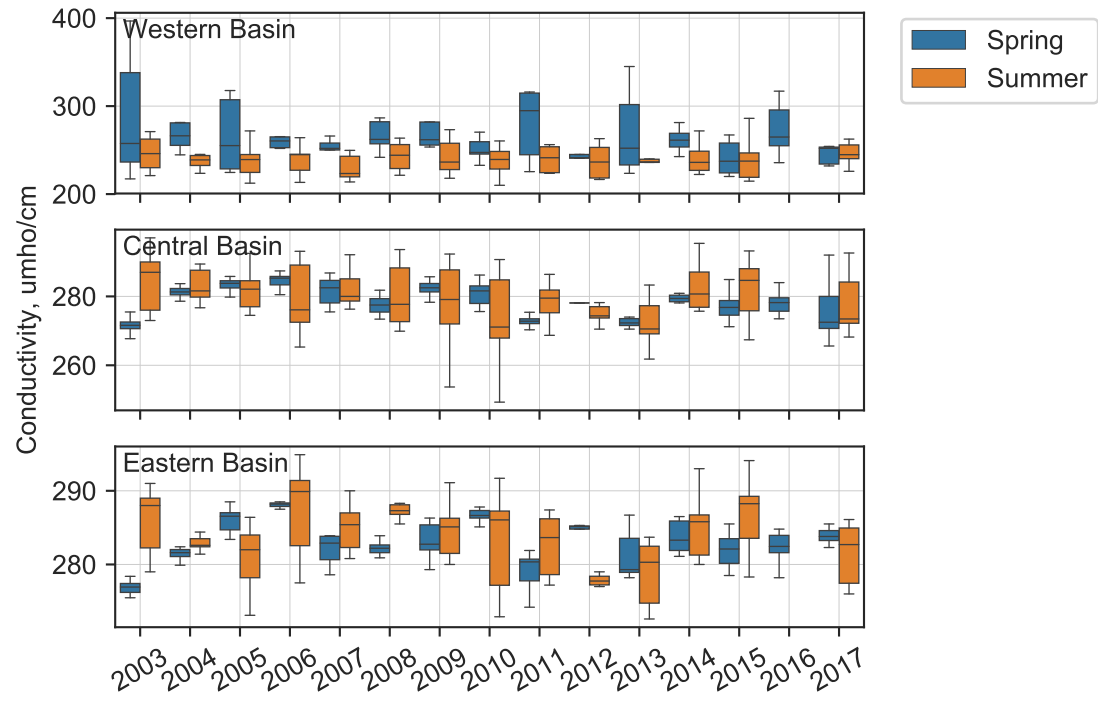 Western Basin
400
300
200
Spring
Summer
Central Basin
280
260
Conductivity, umho/cm
Eastern Basin
290
280
2003 2004 2005 2006 2007 2008 2009 2010 2011 2012 2013 2014 2015 2016 2017